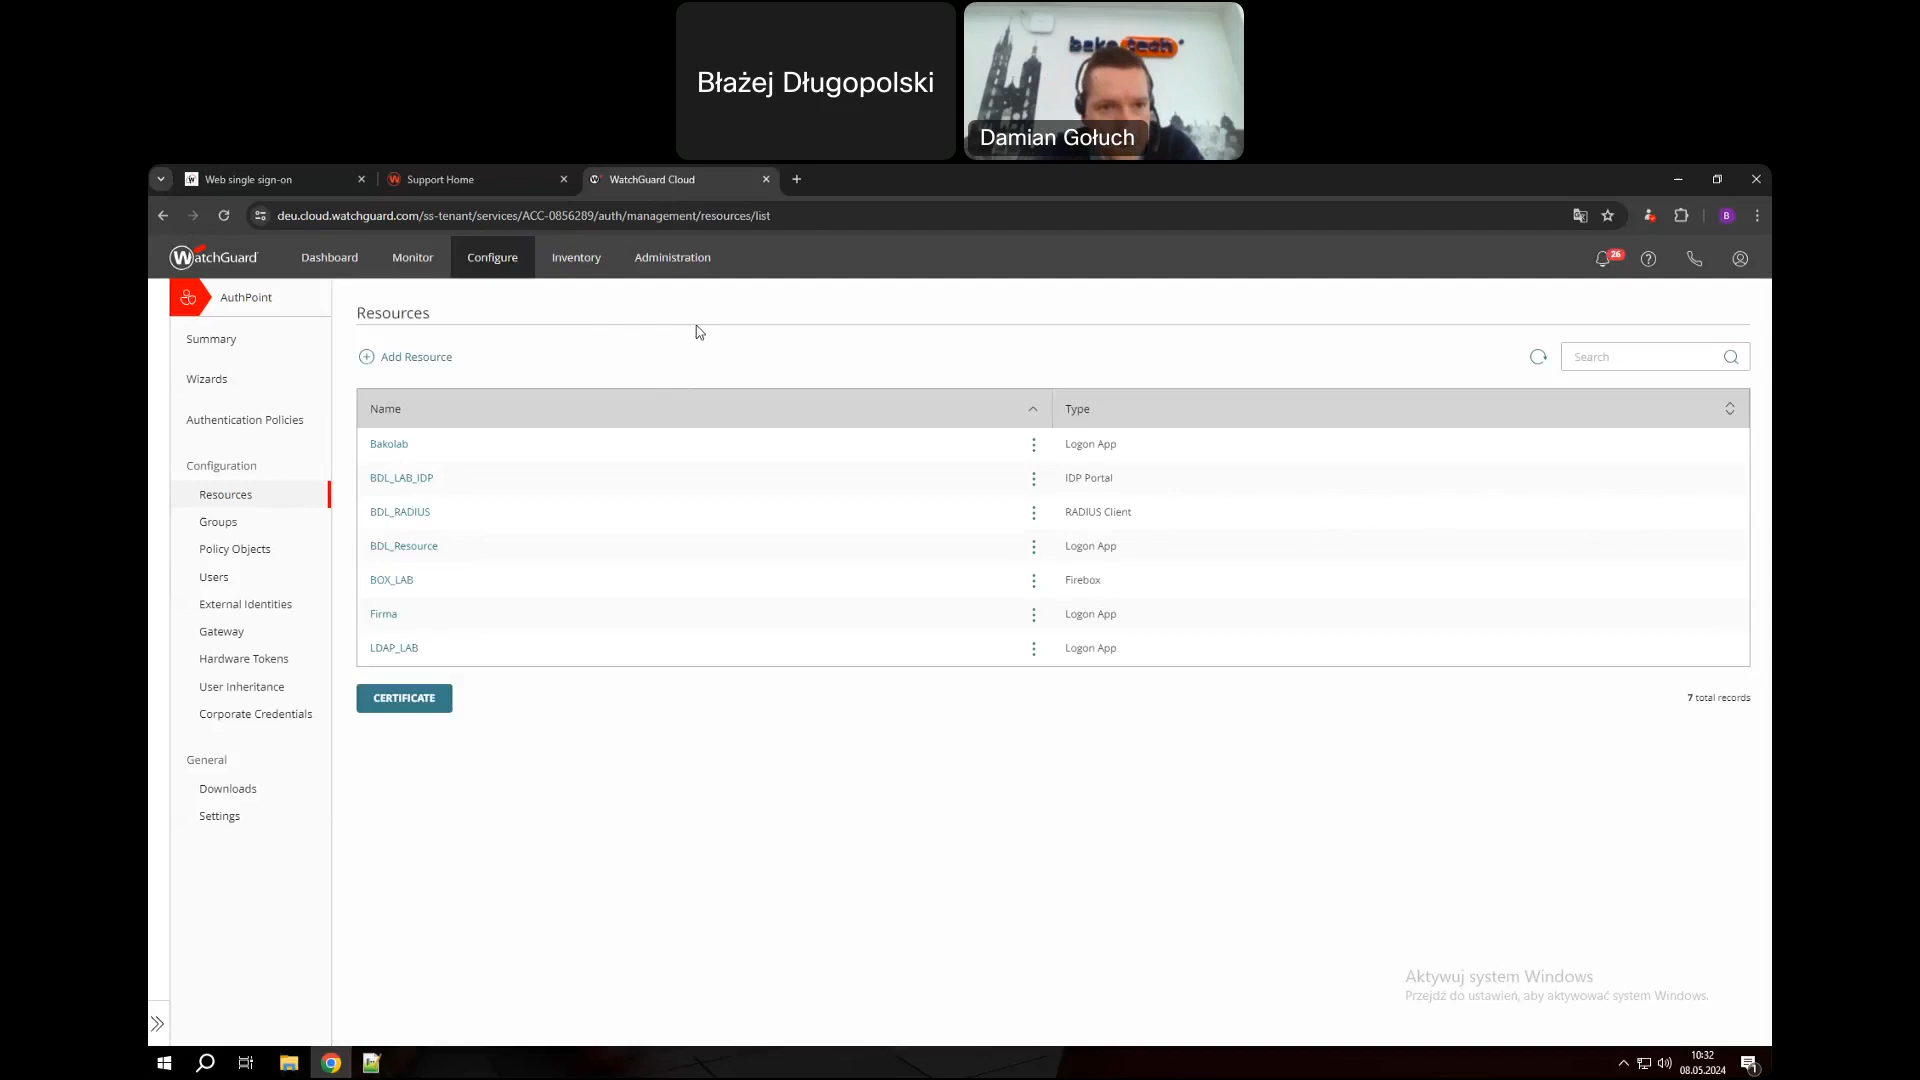 Błażej Długopolski
bakotech
Damian Gołuch
Web single sign-on
Support Home
WatchGuard Cloud
deu.cloud.watchguard.com/ss-tenant/services/ACC-0856289/auth/management/resources/list
B
WatchGuard
Dashboard
Monitor
Configure
Inventory
Administration
26
AuthPoint
Summary
Wizards
Authentication Policies
Configuration
Resources
Groups
Policy Objects
Users
External Identities
Gateway
Hardware Tokens
User Inheritance
Corporate Credentials
General
Downloads
Settings
Resources
Add Resource
Search
Name
Type
Bakolab
Logon App
BDL_LAB_IDP
IDP Portal
BDL_RADIUS
RADIUS Client
BDL_Resource
Logon App
BOX_LAB
Firebox
Firma
Logon App
LDAP_LAB
Logon App
CERTIFICATE
7 total records
Aktywuj system Windows
Przejdź do ustawień, aby aktywować system Windows.
10:32
08.05.2024
1